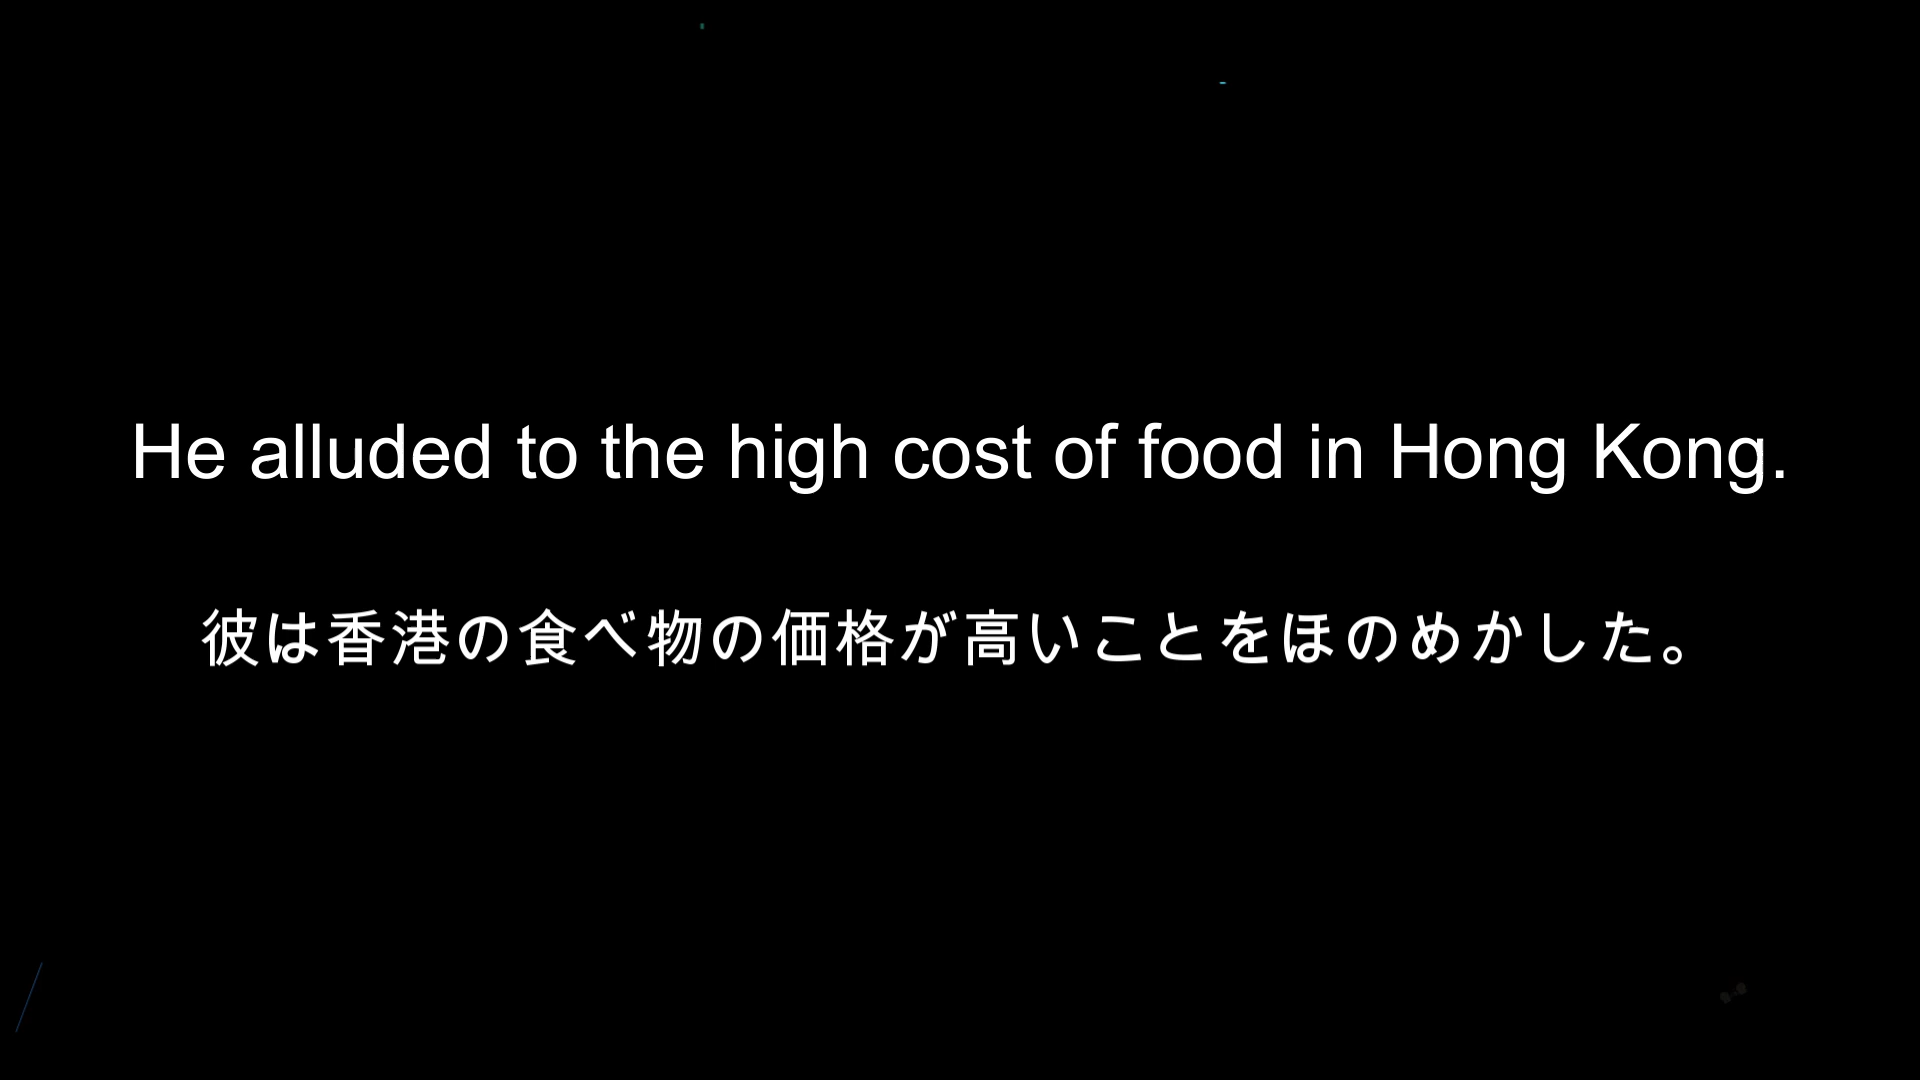 He alluded to the high cost of food in Hong Kong.
彼は香港の食べ物の価格が高いことをほのめかした。